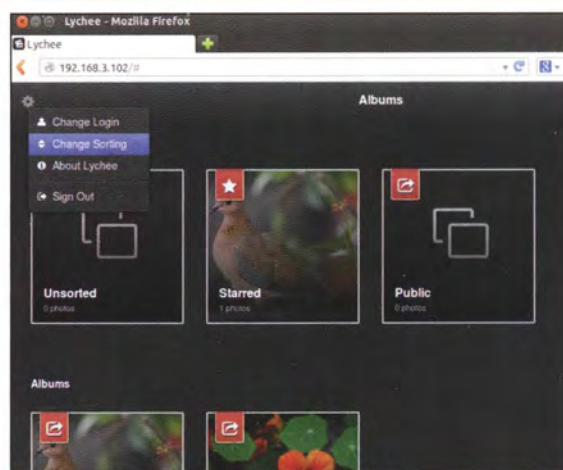 Lychee - Mozilla Firefox
Lychee
192.168.3.102/#
Albums
Change Login
Change Sorting
About Lychee
Sign Out
Unsorted
0 photos
Starred
1 photos
Public
0 photos
Albums